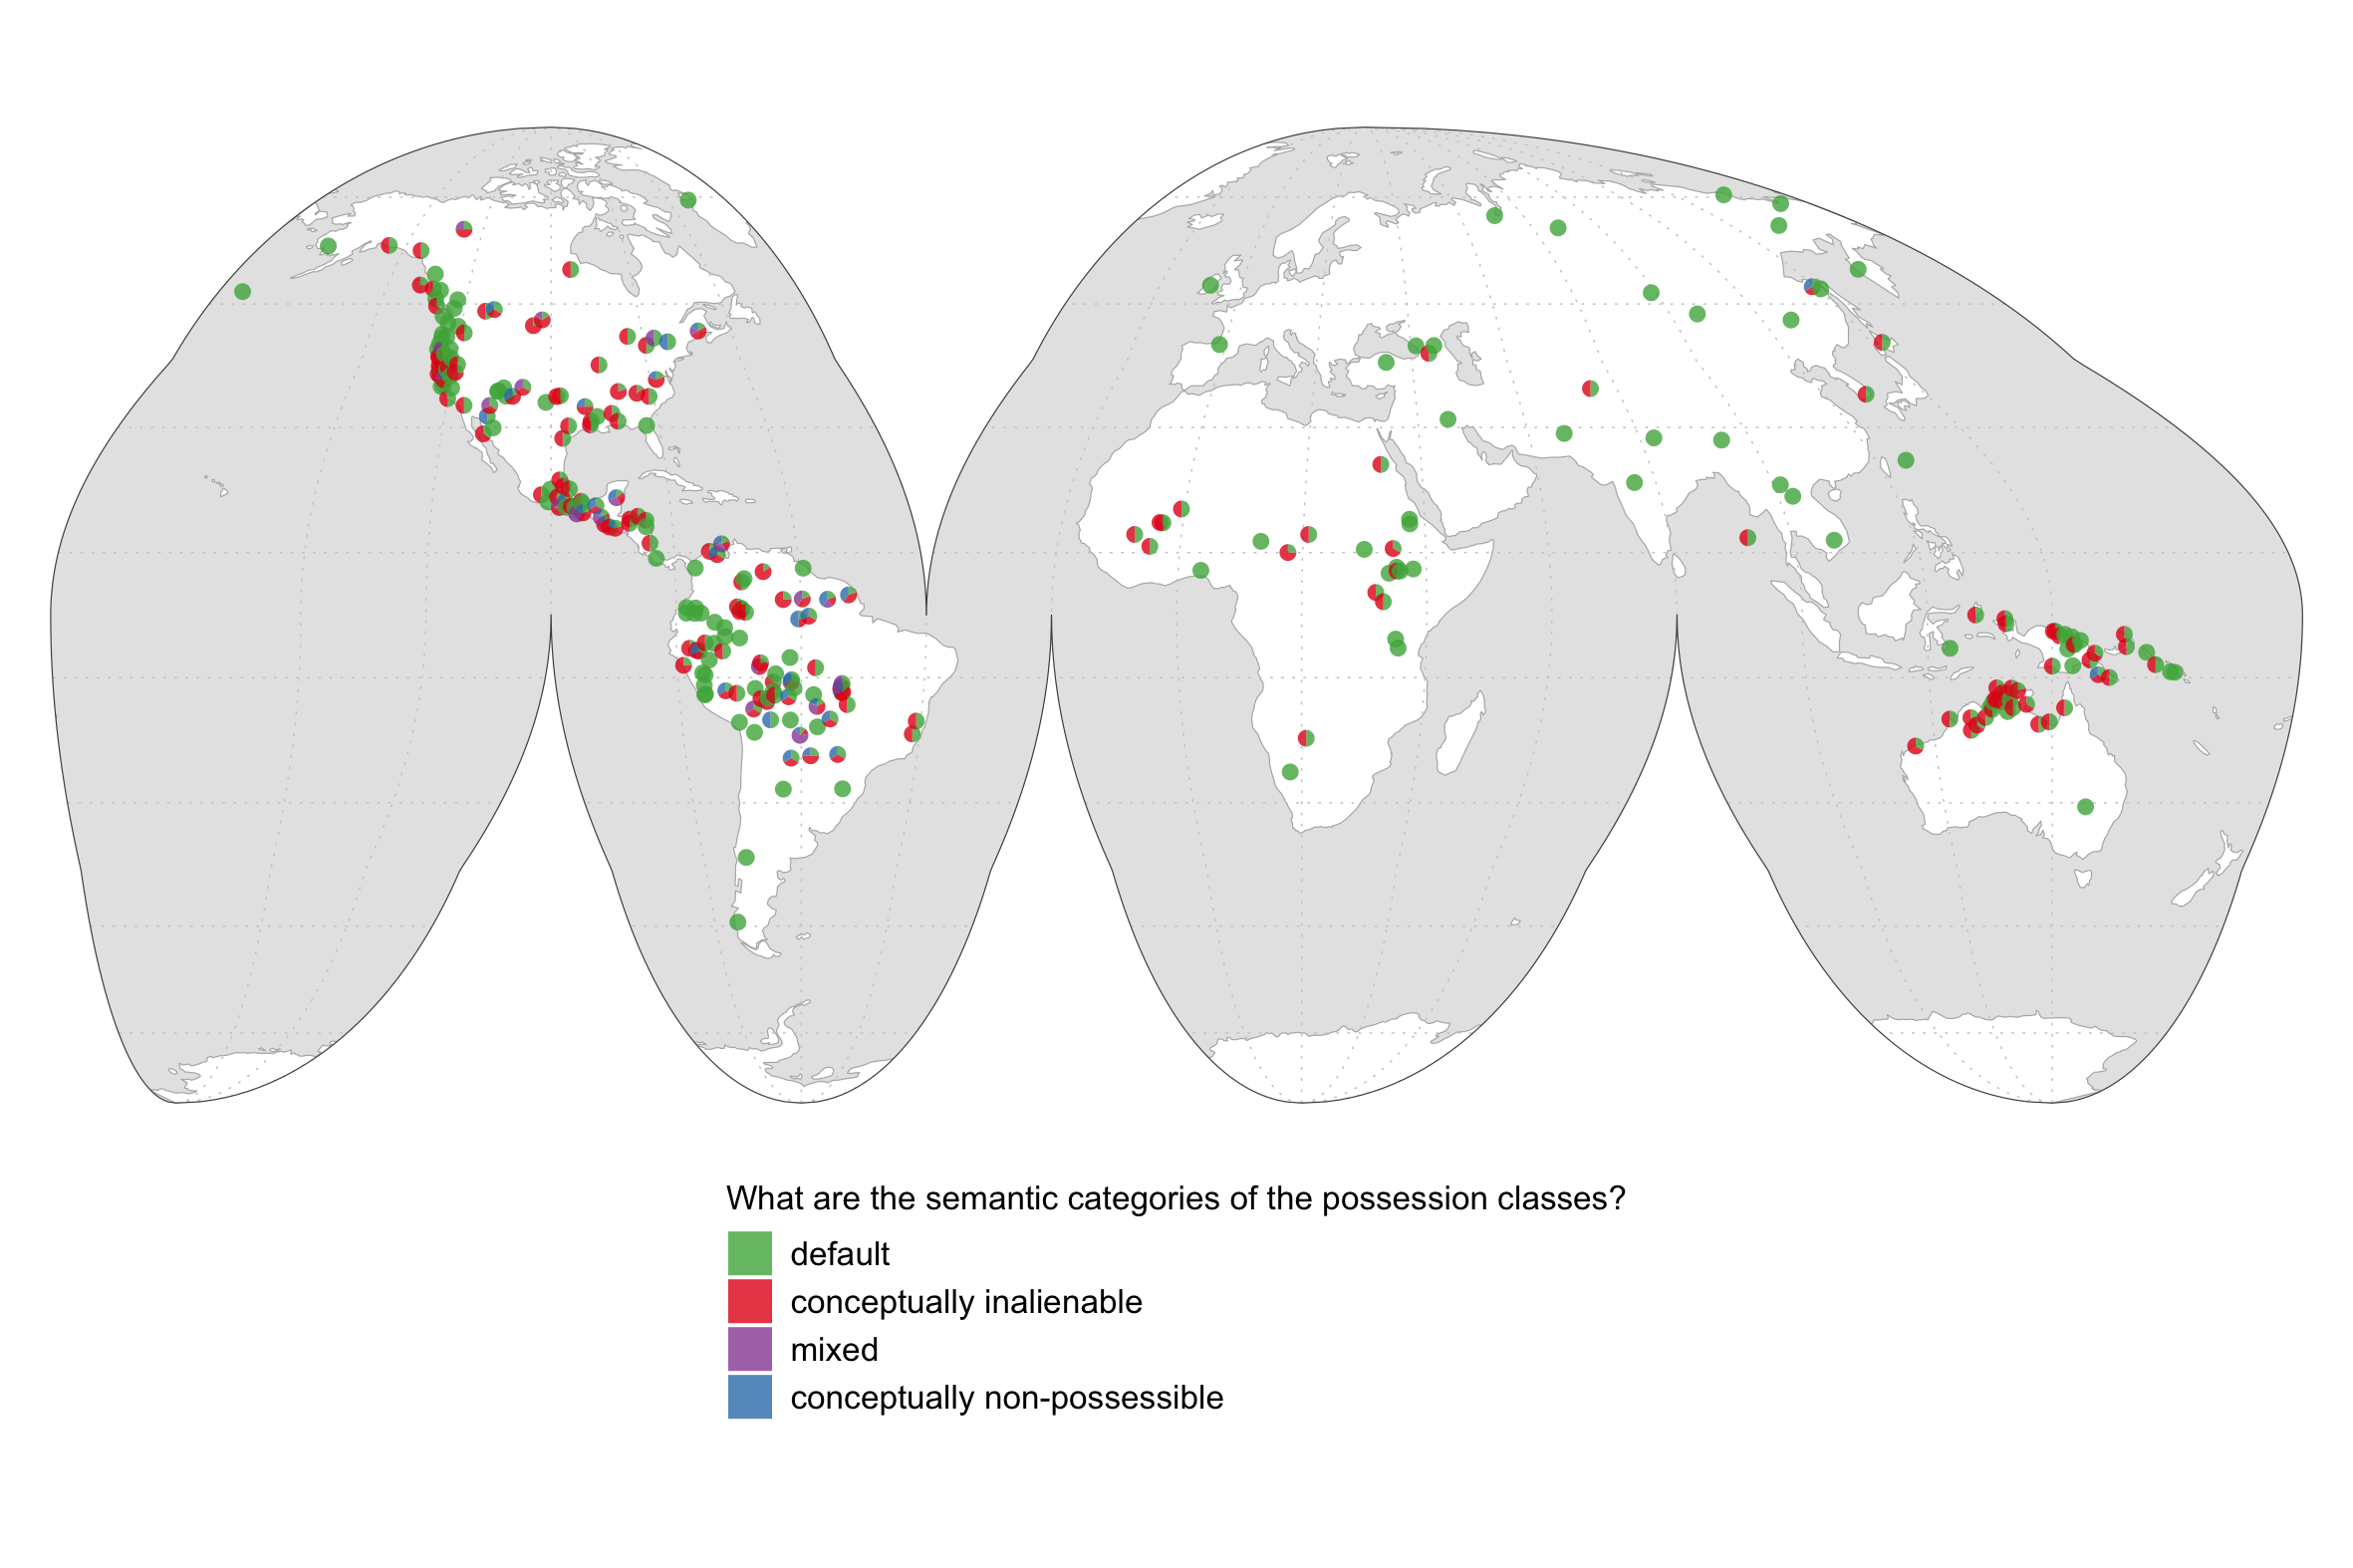 What are the semantic categories of the possession classes?
default
conceptually inalienable
mixed
conceptually non-possessible